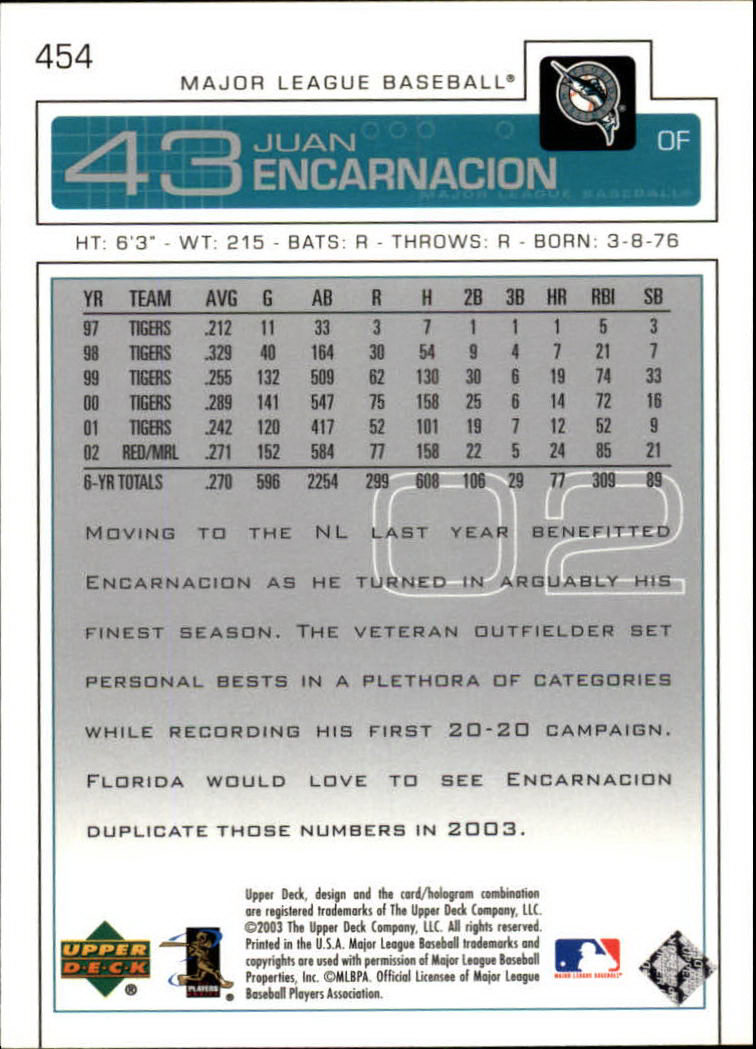 454
MAJOR LEAGUE BASEBALL®
43 JUAN ENCARNACION
OF
MAJOR LEAGUE BASEBALL®
HT: 6'3" - WT: 215 - BATS: R - THROWS: R - BORN: 3-8-76
YR TEAM AVG G AB R H 2B 3B HR RBI SB
97 TIGERS .212 11 33 3 7 1 1 1 5 3
98 TIGERS .329 40 164 30 54 9 4 7 21 7
99 TIGERS .255 132 509 62 130 30 6 19 74 33
00 TIGERS .289 141 547 75 158 25 6 14 72 16
01 TIGERS .242 120 417 52 101 19 7 12 52 9
02 RED/MRL .271 152 584 77 158 22 5 24 85 21
6-YR TOTALS .270 596 2254 299 608 106 29 77 309 89
02
MOVING TO THE NL LAST YEAR BENEFITTED
ENCARNACION AS HE TURNED IN ARGUABLY HIS
FINEST SEASON. THE VETERAN OUTFIELDER SET
PERSONAL BESTS IN A PLETHORA OF CATEGORIES
WHILE RECORDING HIS FIRST 20-20 CAMPAIGN.
FLORIDA WOULD LOVE TO SEE ENCARNACION
DUPLICATE THOSE NUMBERS IN 2003.
Upper Deck, design and the card/hologram combination
are registered trademarks of The Upper Deck Company, LLC.
©2003 The Upper Deck Company, LLC. All rights reserved.
Printed in the U.S.A. Major League Baseball trademarks and
copyrights are used with permission of Major League Baseball
Properties, Inc. ©MLBPA. Official Licensee of Major League
Baseball Players Association.
UPPER
DECK
®
PLAYERS
CHOICE
®
MAJOR LEAGUE BASEBALL